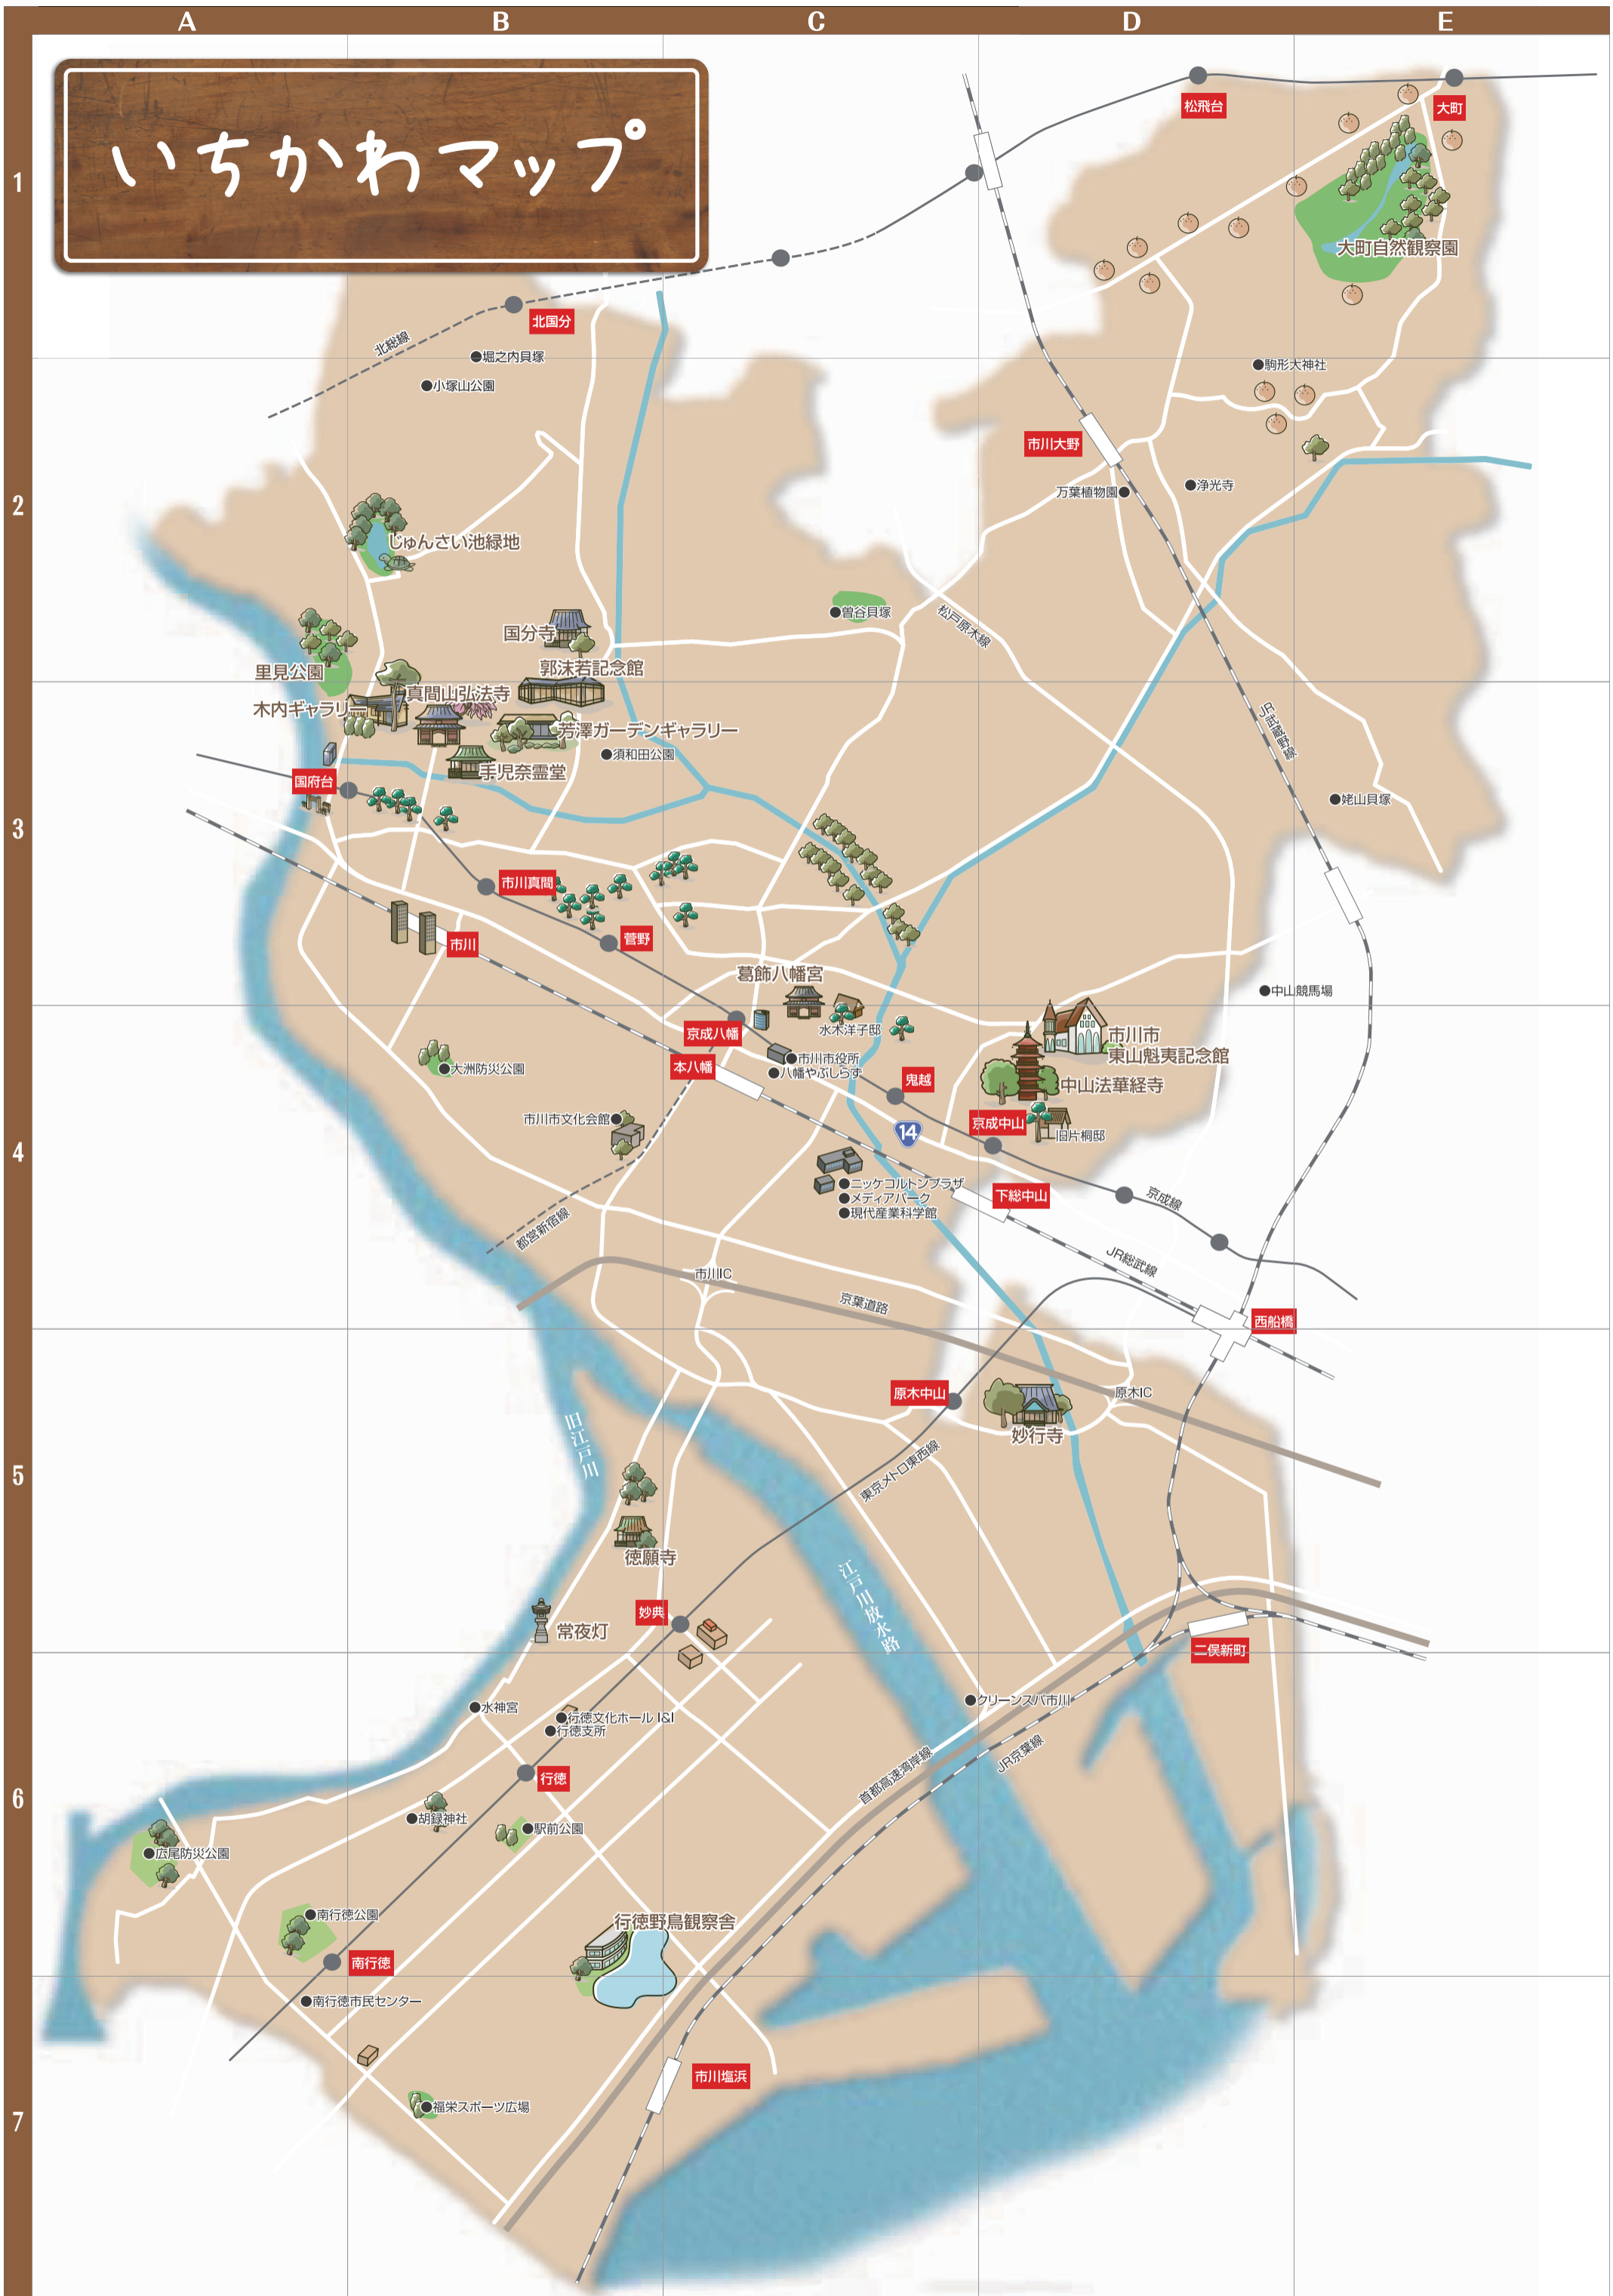 A
B
C
D
E
1
2
3
4
5
6
7
いちかわマップ
松飛台
大町
大町自然観察園
北国分
北総線
堀之内貝塚
小塚山公園
駒形大神社
市川大野
万葉植物園
浄光寺
じゅんさい池緑地
曽谷貝塚
松戸原木線
国分寺
郭沫若記念館
里見公園
木内ギャラリー
真間山弘法寺
芳澤ガーデンギャラリー
須和田公園
手児奈霊堂
JR武蔵野線
国府台
姥山貝塚
市川真間
市川
菅野
葛飾八幡宮
中山競馬場
水木洋子邸
京成八幡
市川市役所
八幡やぶしらず
本八幡
市川市
東山魁夷記念館
中山法華経寺
大洲防災公園
鬼越
京成中山
旧片桐邸
市川市文化会館
14
ニッケコルトンプラザ
メディアパーク
現代産業科学館
下総中山
京成線
都営新宿線
JR総武線
市川IC
京葉道路
西船橋
原木中山
原木IC
妙行寺
旧江戸川
東京メトロ東西線
徳願寺
江戸川放水路
妙典
常夜灯
二俣新町
クリーンスパ市川
水神宮
行徳文化ホール I&I
行徳支所
首都高速湾岸線
JR京葉線
行徳
胡録神社
駅前公園
広尾防災公園
南行徳公園
行徳野鳥観察舎
南行徳
南行徳市民センター
市川塩浜
福栄スポーツ広場